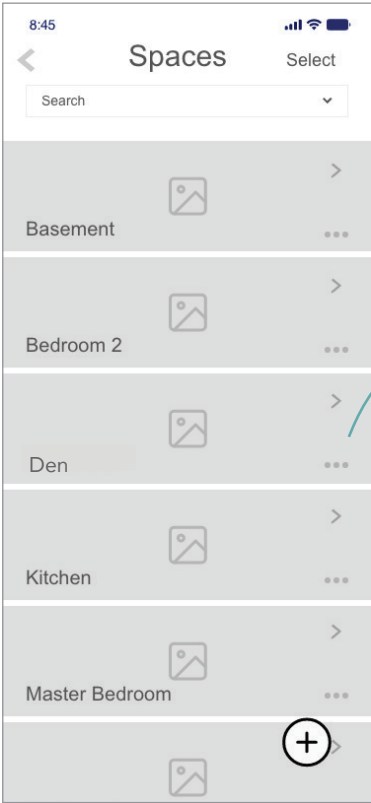 8:45
Spaces Select
Search
Basement
Bedroom 2
Den
Kitchen
Master Bedroom